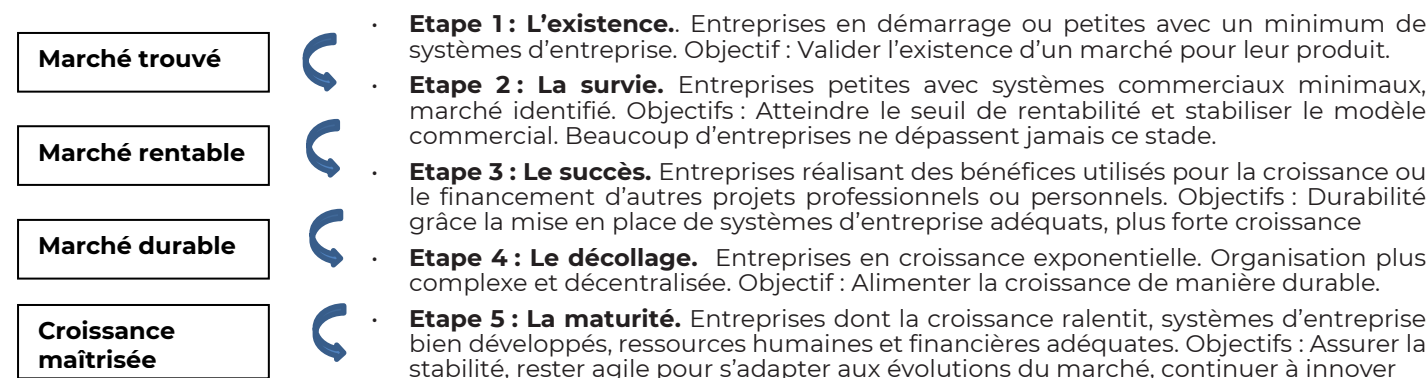 Marché trouvé
Marché rentable
Marché durable
Croissance
maîtrisée
• Etape 1 : L’existence.. Entreprises en démarrage ou petites avec un minimum de
systèmes d’entreprise. Objectif : Valider l’existence d’un marché pour leur produit.
• Etape 2 : La survie. Entreprises petites avec systèmes commerciaux minimaux,
marché identifié. Objectifs : Atteindre le seuil de rentabilité et stabiliser le modèle
commercial. Beaucoup d’entreprises ne dépassent jamais ce stade.
• Etape 3 : Le succès. Entreprises réalisant des bénéfices utilisés pour la croissance ou
le financement d’autres projets professionnels ou personnels. Objectifs : Durabilité
grâce la mise en place de systèmes d’entreprise adéquats, plus forte croissance
• Etape 4 : Le décollage. Entreprises en croissance exponentielle. Organisation plus
complexe et décentralisée. Objectif : Alimenter la croissance de manière durable.
• Etape 5 : La maturité. Entreprises dont la croissance ralentit, systèmes d’entreprise
bien développés, ressources humaines et financières adéquates. Objectifs : Assurer la
stabilité, rester agile pour s’adapter aux évolutions du marché, continuer à innover